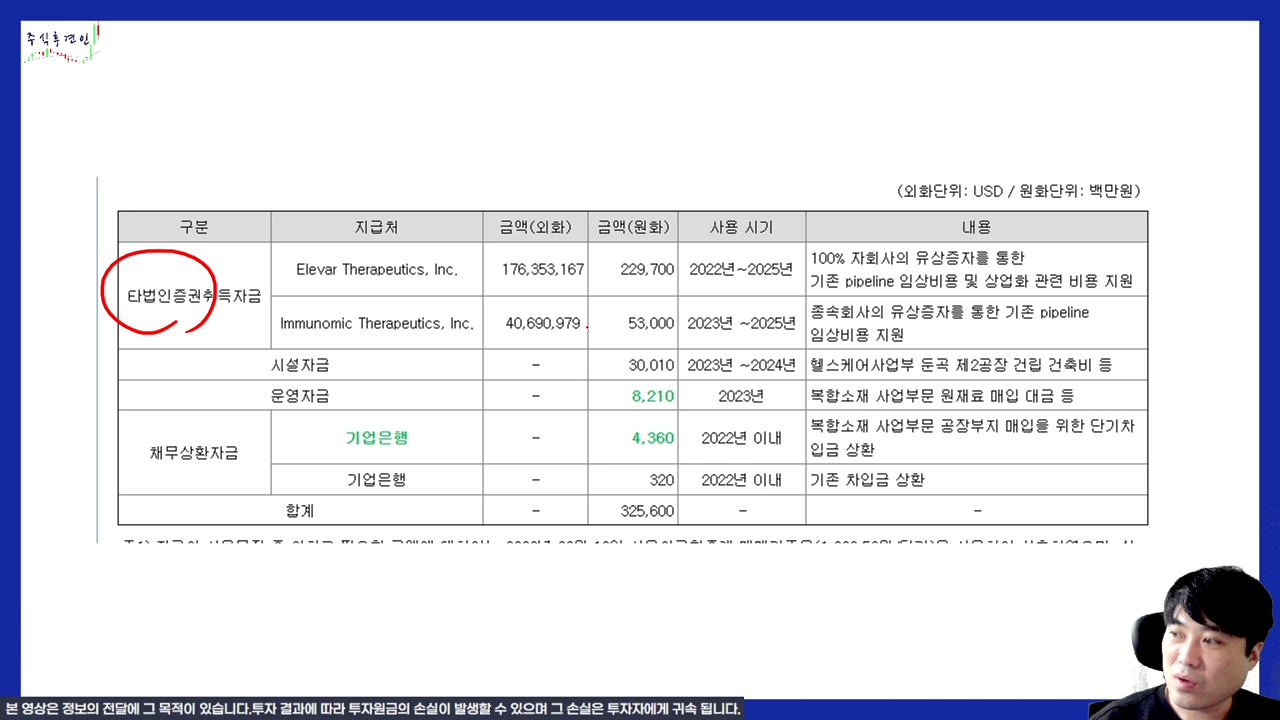 주식후견인
(외화단위: USD / 원화단위: 백만원)
구분 지급처 금액(외화) 금액(원화) 사용 시기 내용
타법인증권취득자금 Elevar Therapeutics, Inc. 176,353,167 229,700 2022년~2025년 100% 자회사의 유상증자를 통한
기존 pipeline 임상비용 및 상업화 관련 비용 지원
Immunomic Therapeutics, Inc. 40,690,979 53,000 2023년 ~2025년 종속회사의 유상증자를 통한 기존 pipeline
임상비용 지원
시설자금 - 30,010 2023년 ~2024년 헬스케어사업부 둔곡 제2공장 건립 건축비 등
운영자금 - 8,210 2023년 복합소재 사업부문 원재료 매입 대금 등
채무상환자금 기업은행 - 4,360 2022년 이내 복합소재 사업부문 공장부지 매입을 위한 단기차
입금 상환
기업은행 - 320 2022년 이내 기존 차입금 상환
합계 - 325,600 - -
본 영상은 정보의 전달에 그 목적이 있습니다.투자 결과에 따라 투자원금의 손실이 발생할 수 있으며 그 손실은 투자자에게 귀속 됩니다.